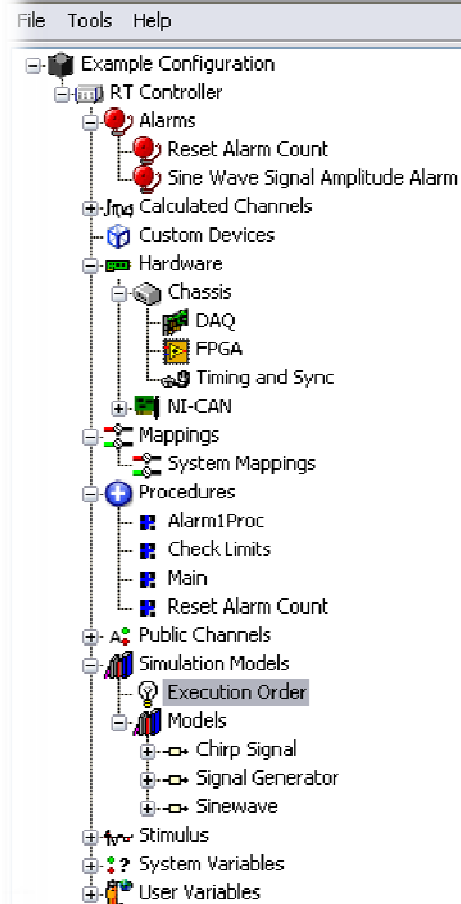 File Tools Help
Example Configuration
RT Controller
Alarms
Reset Alarm Count
Sine Wave Signal Amplitude Alarm
Calculated Channels
Custom Devices
Hardware
Chassis
DAQ
FPGA
Timing and Sync
NI-CAN
Mappings
System Mappings
Procedures
Alarm1Proc
Check Limits
Main
Reset Alarm Count
Public Channels
Simulation Models
Execution Order
Models
Chirp Signal
Signal Generator
Sinewave
Stimulus
System Variables
User Variables